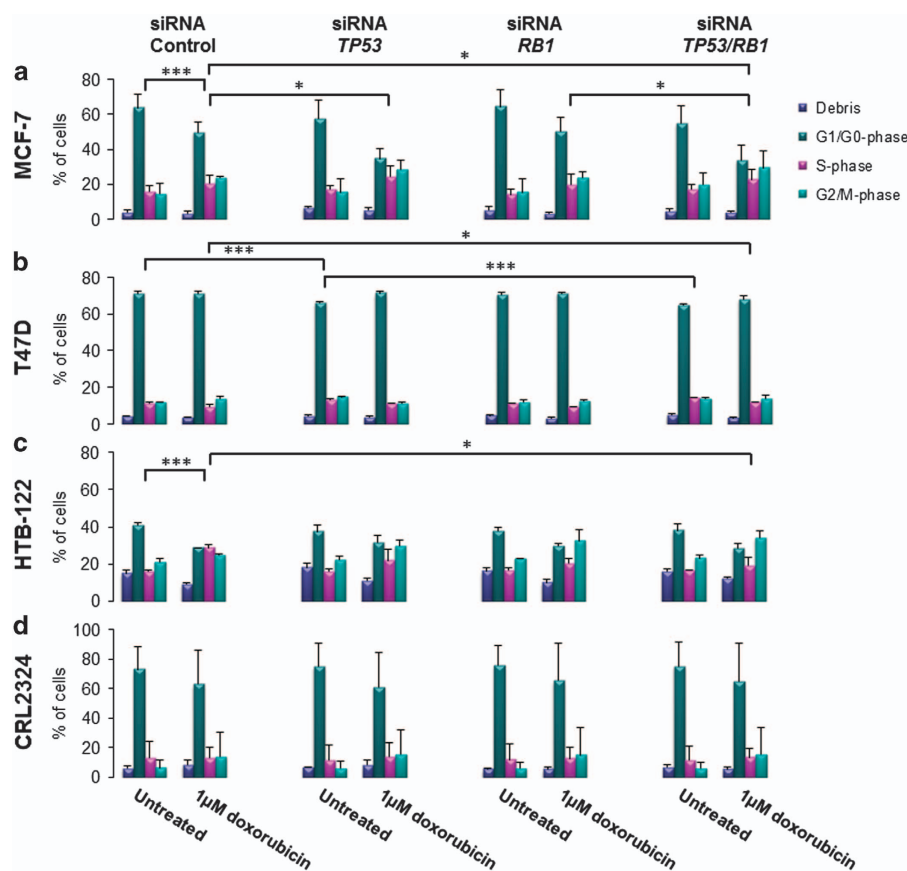 siRNA Control
siRNA TP53
siRNA RB1
siRNA TP53/RB1
a
MCF-7
% of cells
80
60
40
20
0
***
*
*
*
Debris
G1/G0-phase
S-phase
G2/M-phase
b
T47D
% of cells
80
60
40
20
0
***
*
***
c
HTB-122
% of cells
80
60
40
20
0
***
*
d
CRL2324
% of cells
100
80
60
40
20
0
Untreated
1µM doxorubicin
Untreated
1µM doxorubicin
Untreated
1µM doxorubicin
Untreated
1µM doxorubicin